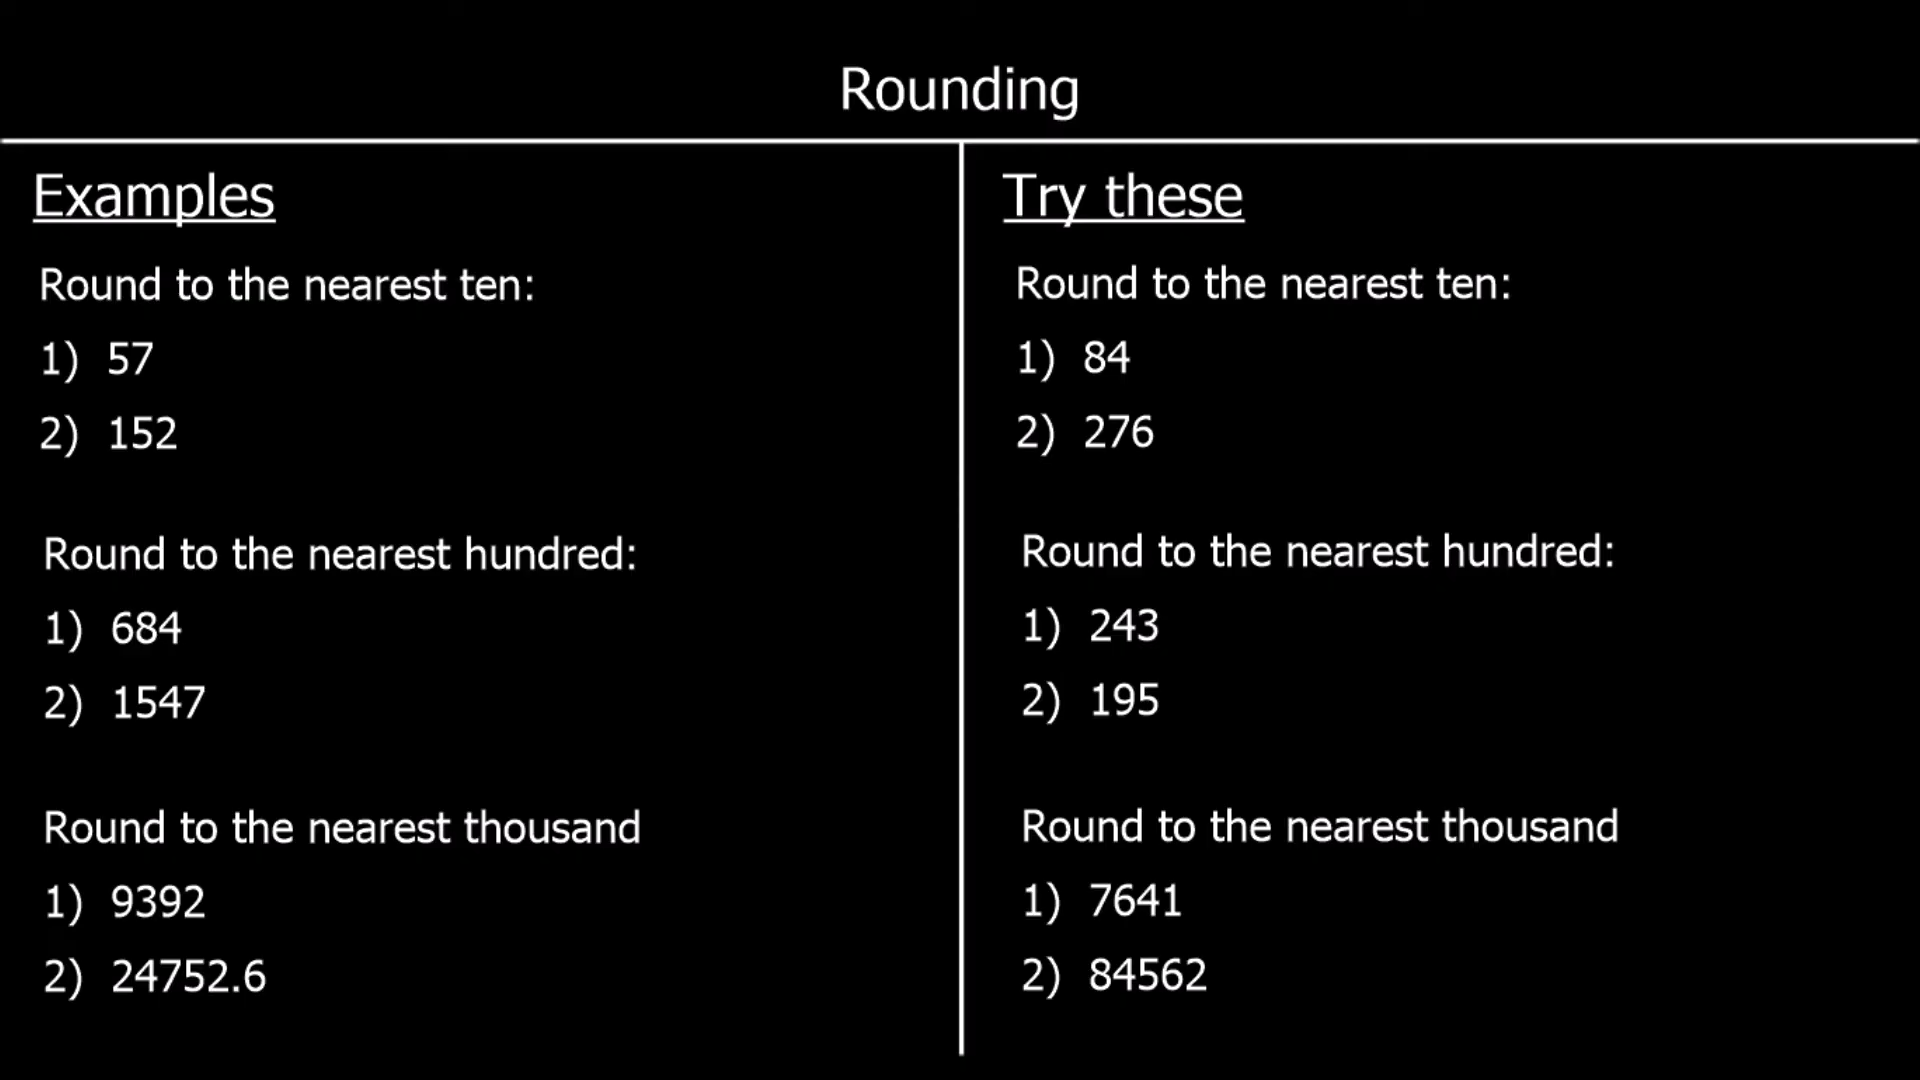 Rounding
Examples
Round to the nearest ten:
1) 57
2) 152
Round to the nearest hundred:
1) 684
2) 1547
Round to the nearest thousand
1) 9392
2) 24752.6
Try these
Round to the nearest ten:
1) 84
2) 276
Round to the nearest hundred:
1) 243
2) 195
Round to the nearest thousand
1) 7641
2) 84562